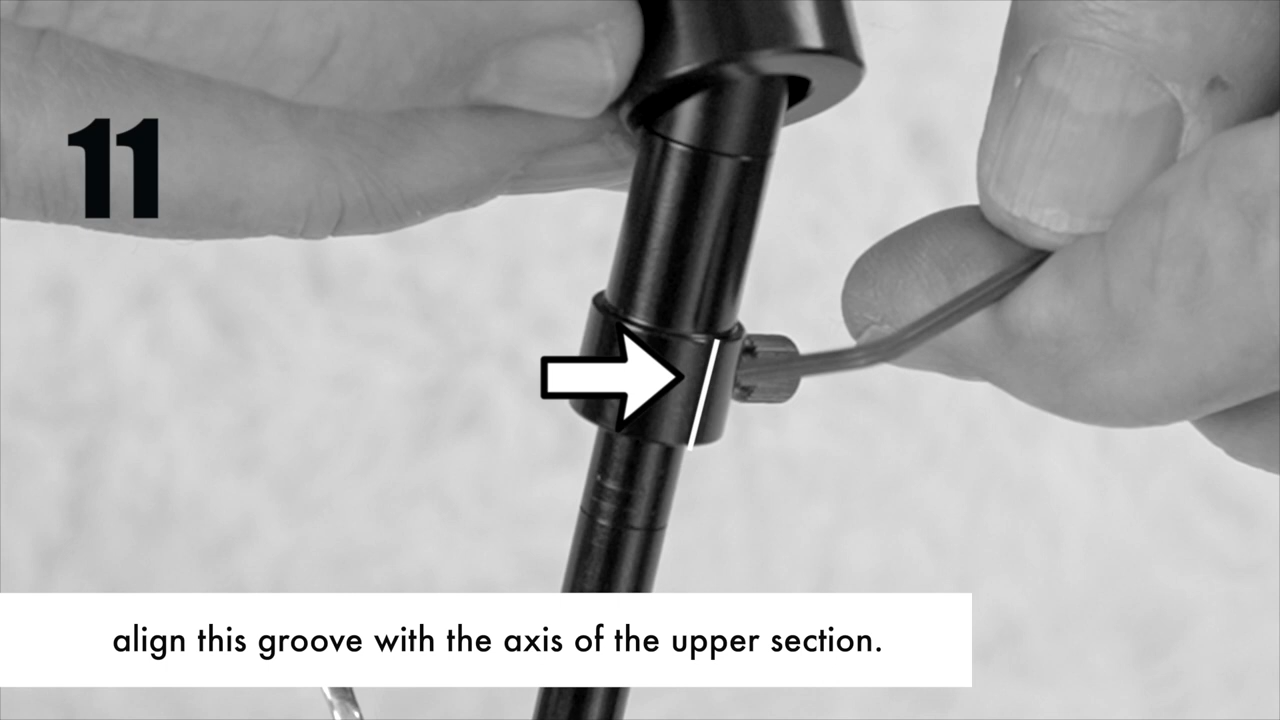 11
align this groove with the axis of the upper section.